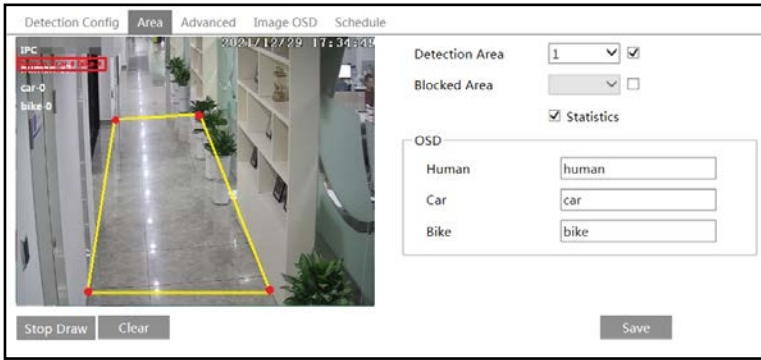 Detection Config Area Advanced Image OSD Schedule
IPC
2021/12/29 17:34:49
car-0
bike-0
Detection Area 1
Blocked Area
Statistics
OSD
Human human
Car car
Bike bike
Stop Draw Clear Save